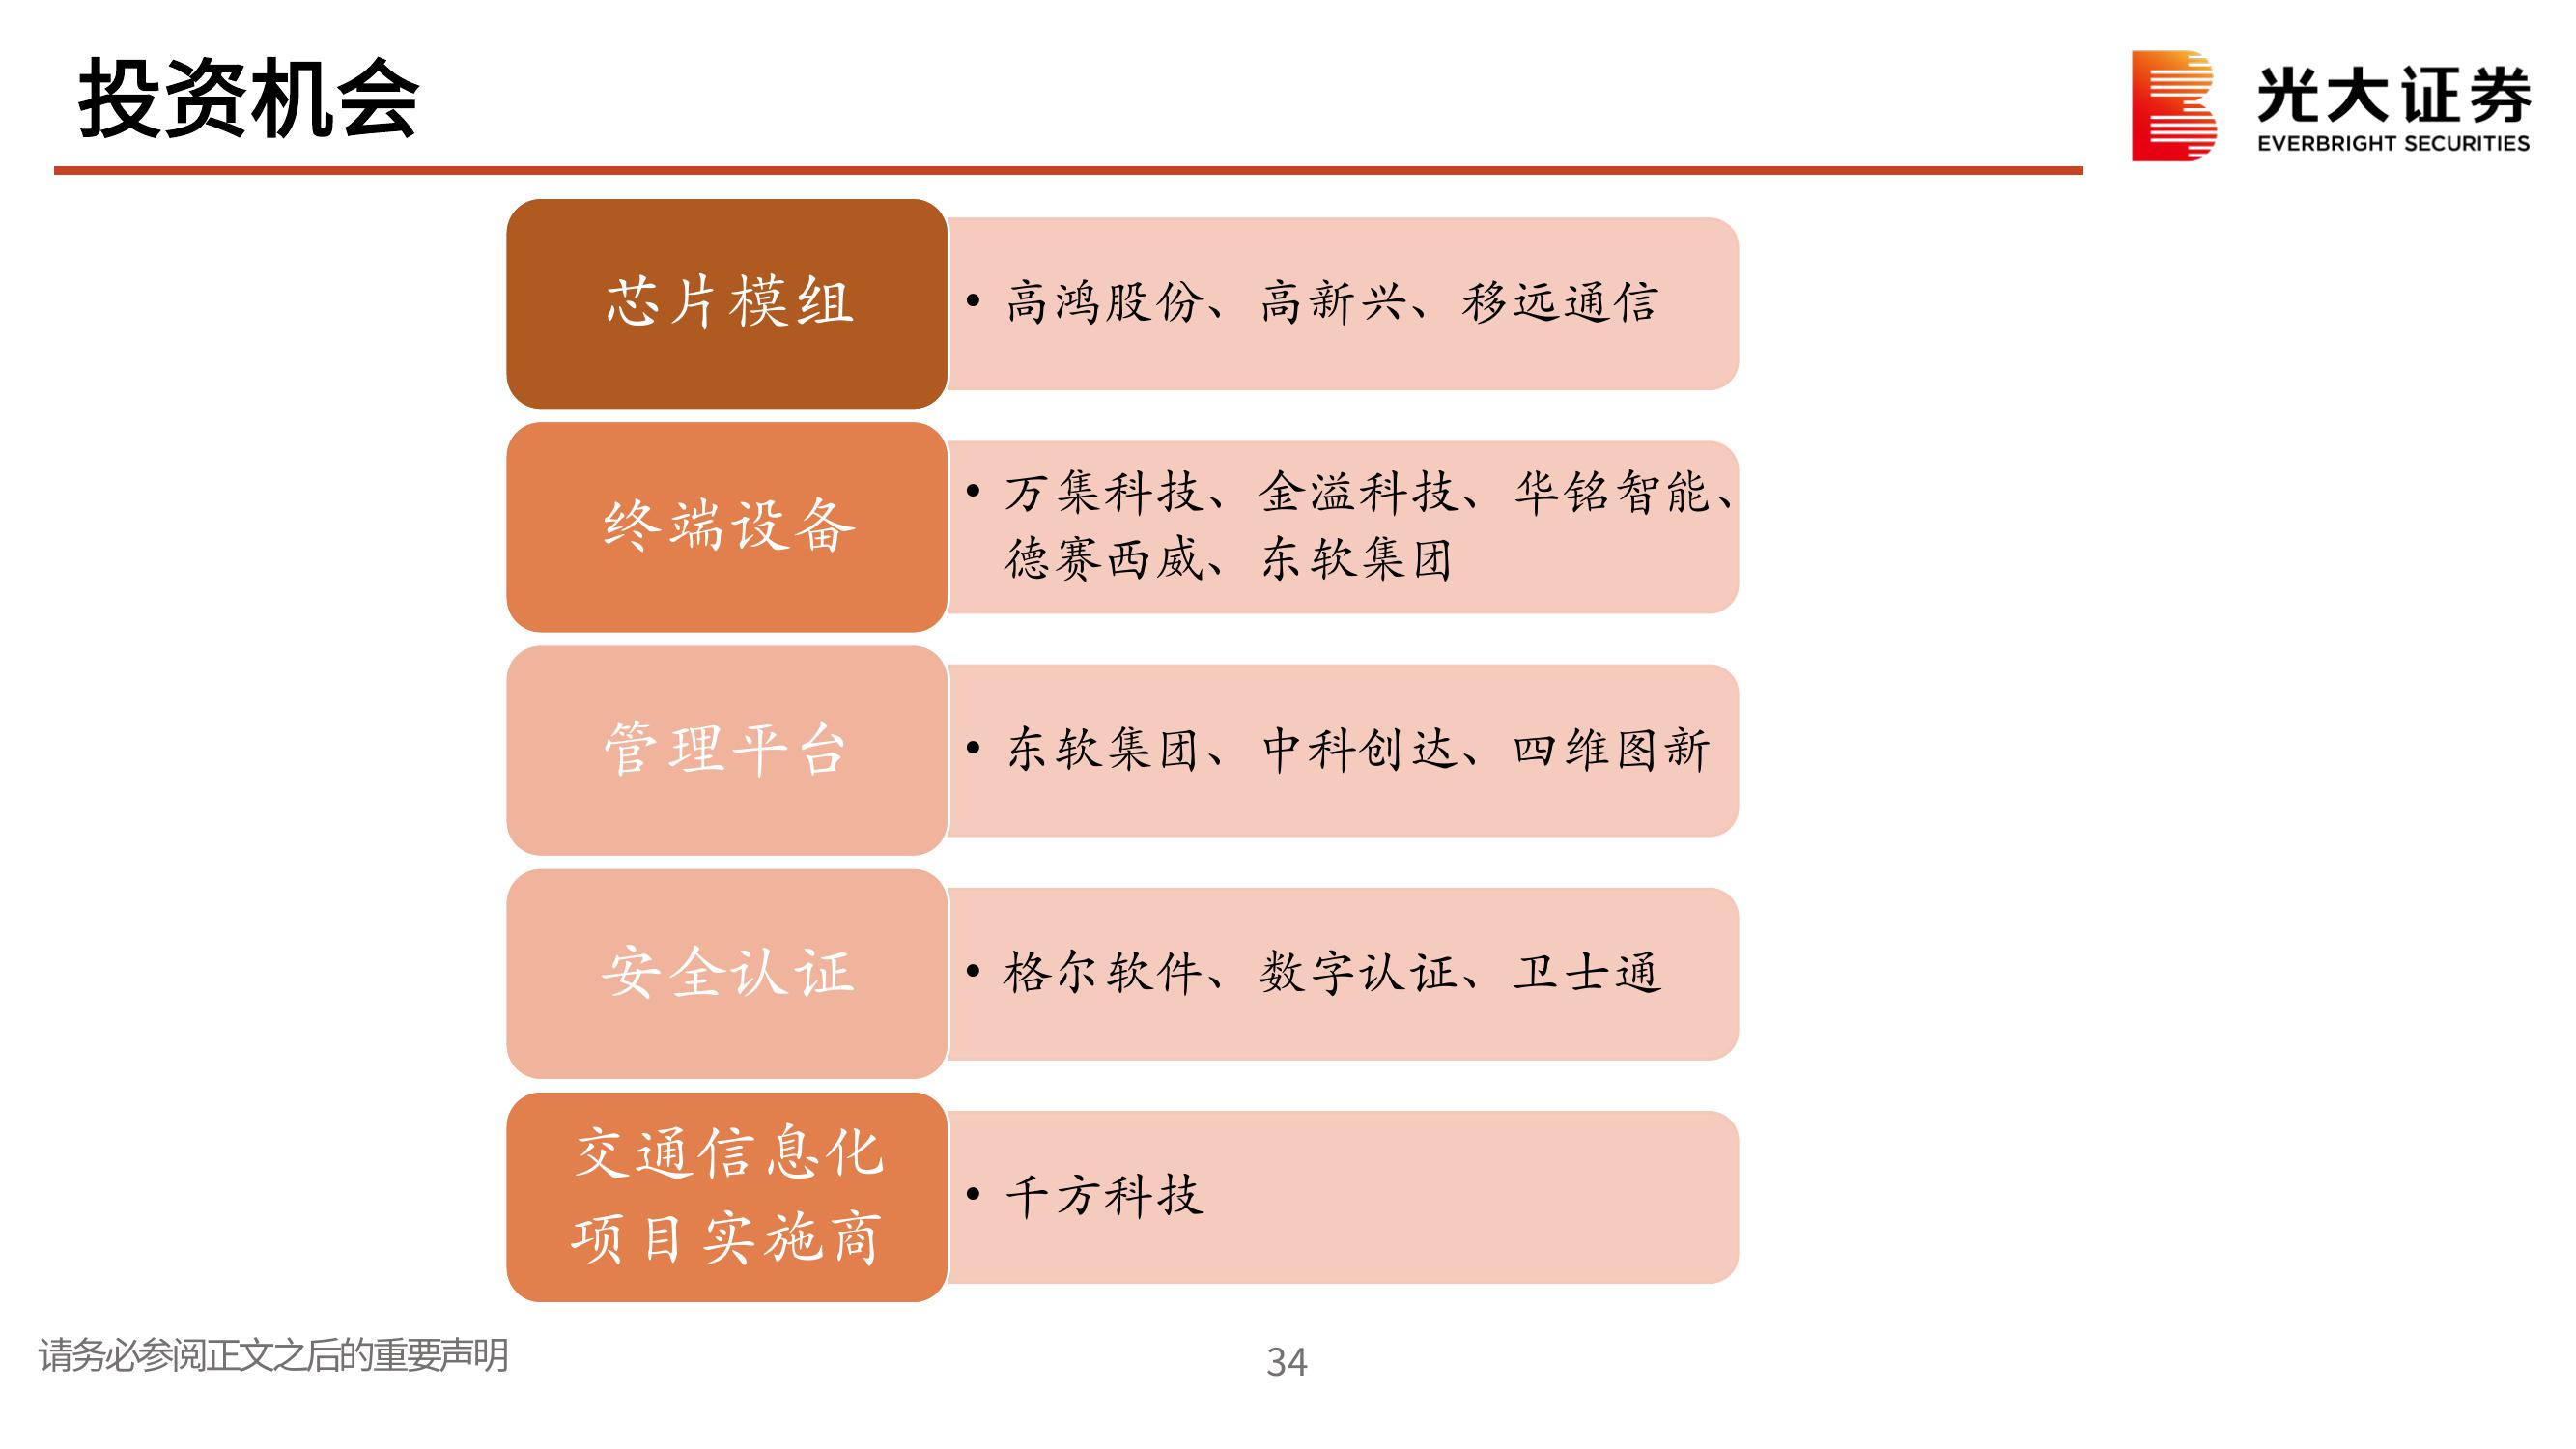 投资机会
光大证券
EVERBRIGHT SECURITIES
芯片模组
• 高鸿股份、高新兴、移远通信
终端设备
• 万集科技、金溢科技、华铭智能、
德赛西威、东软集团
管理平台
• 东软集团、中科创达、四维图新
安全认证
• 格尔软件、数字认证、卫士通
交通信息化
项目实施商
• 千方科技
请务必参阅正文之后的重要声明
34